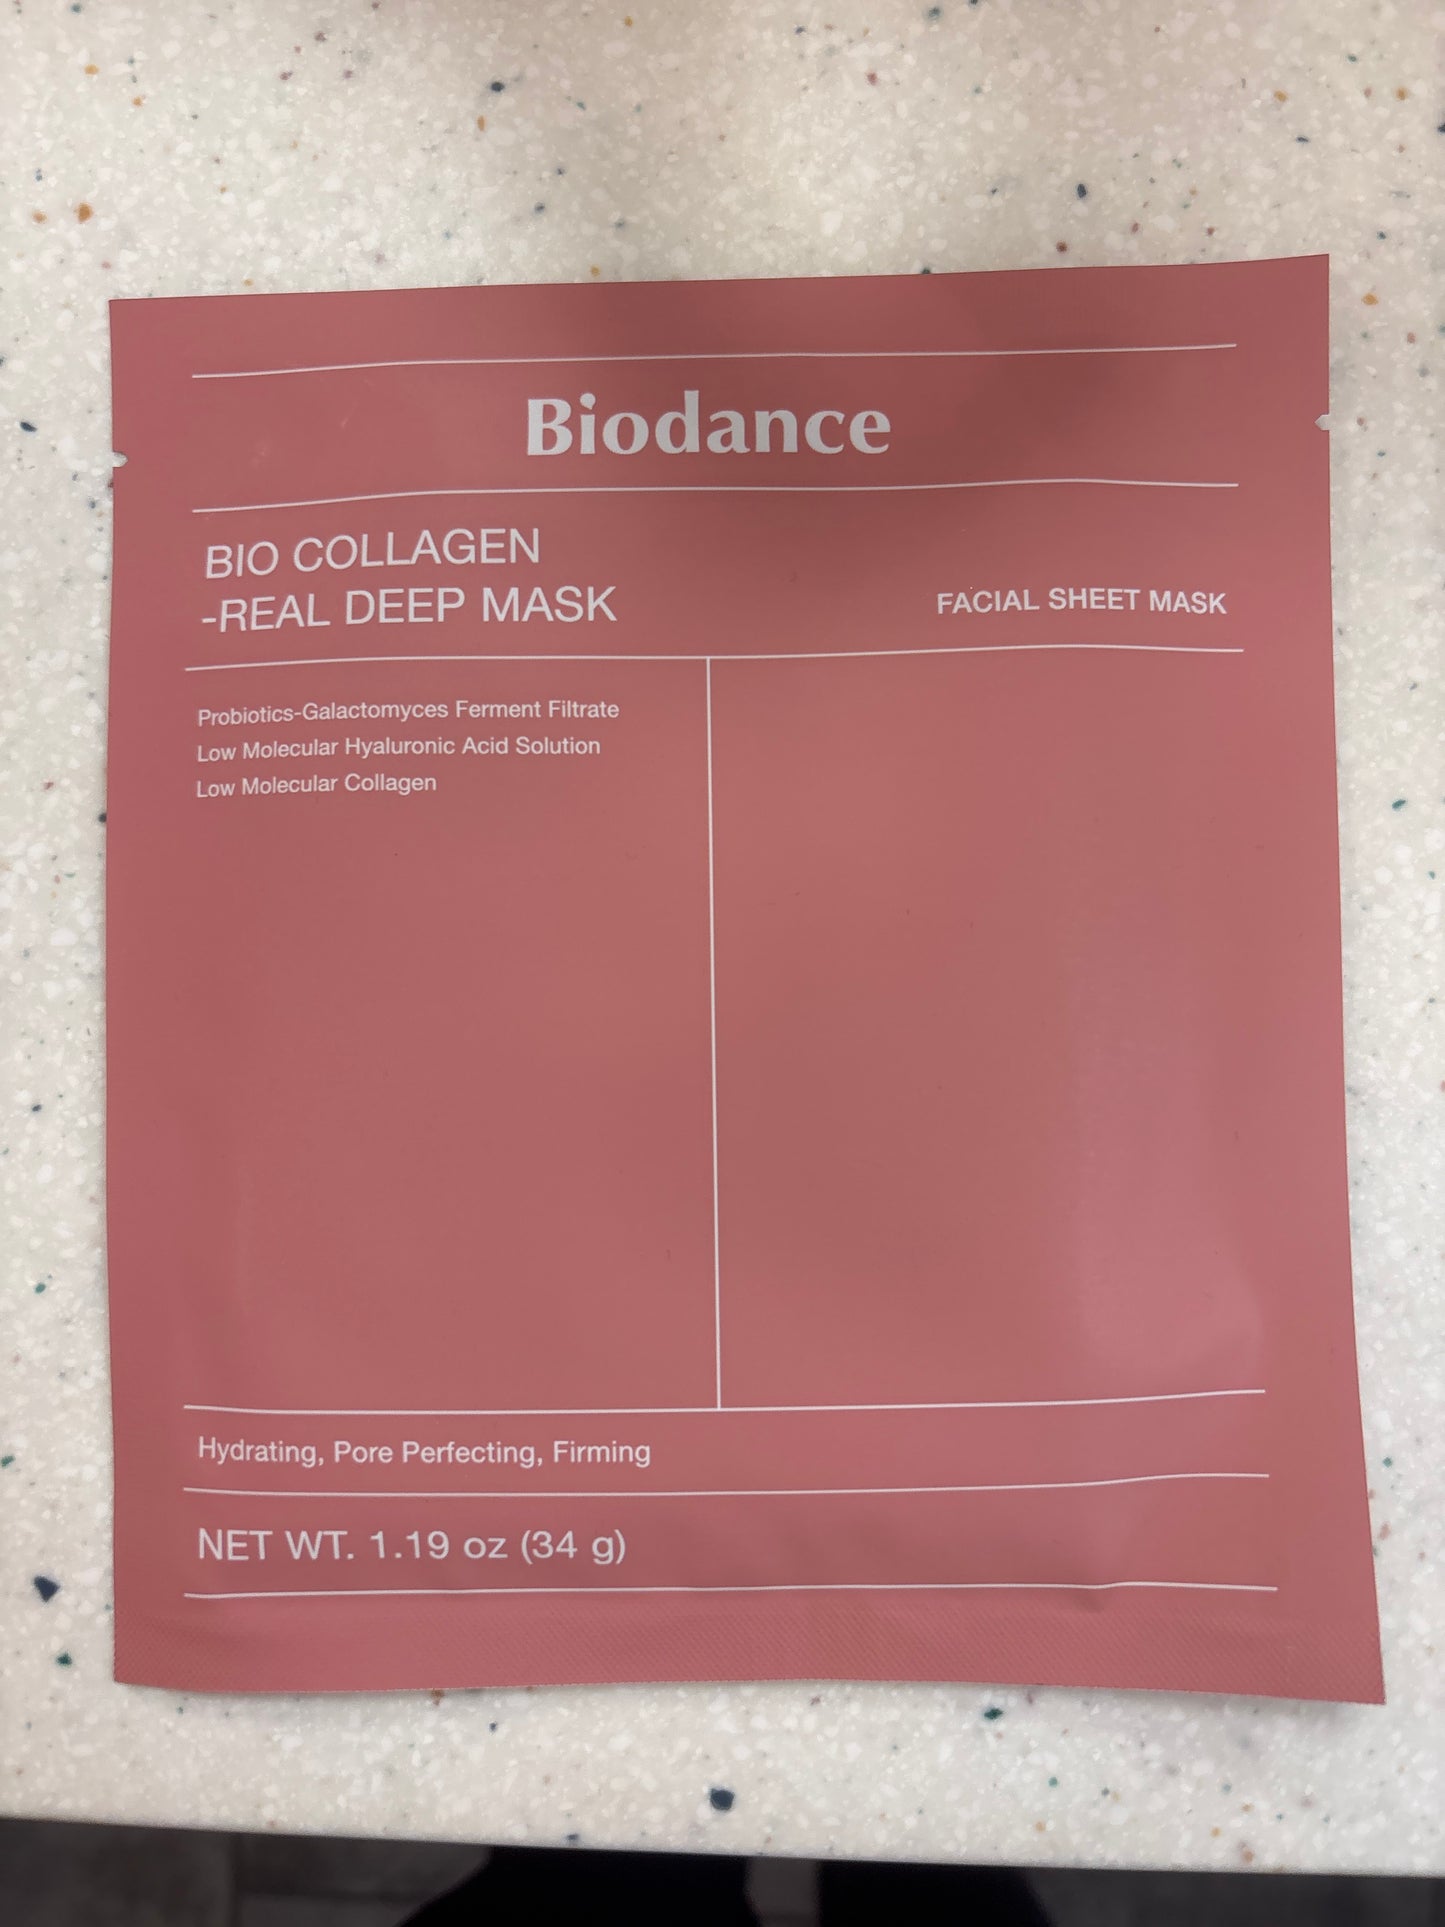 Biodance
BIO COLLAGEN
-REAL DEEP MASK
FACIAL SHEET MASK
Probiotics-Galactomyces Ferment Filtrate
Low Molecular Hyaluronic Acid Solution
Low Molecular Collagen
Hydrating, Pore Perfecting, Firming
NET WT. 1.19 oz (34 g)